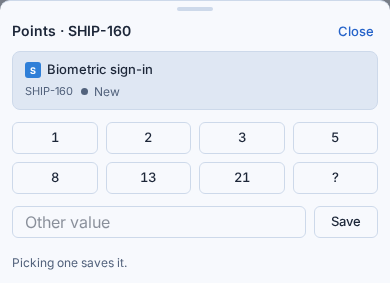 Points · SHIP-160
Close
S Biometric sign-in
SHIP-160 ● New
1 2 3 5
8 13 21 ?
Other value
Save
Picking one saves it.